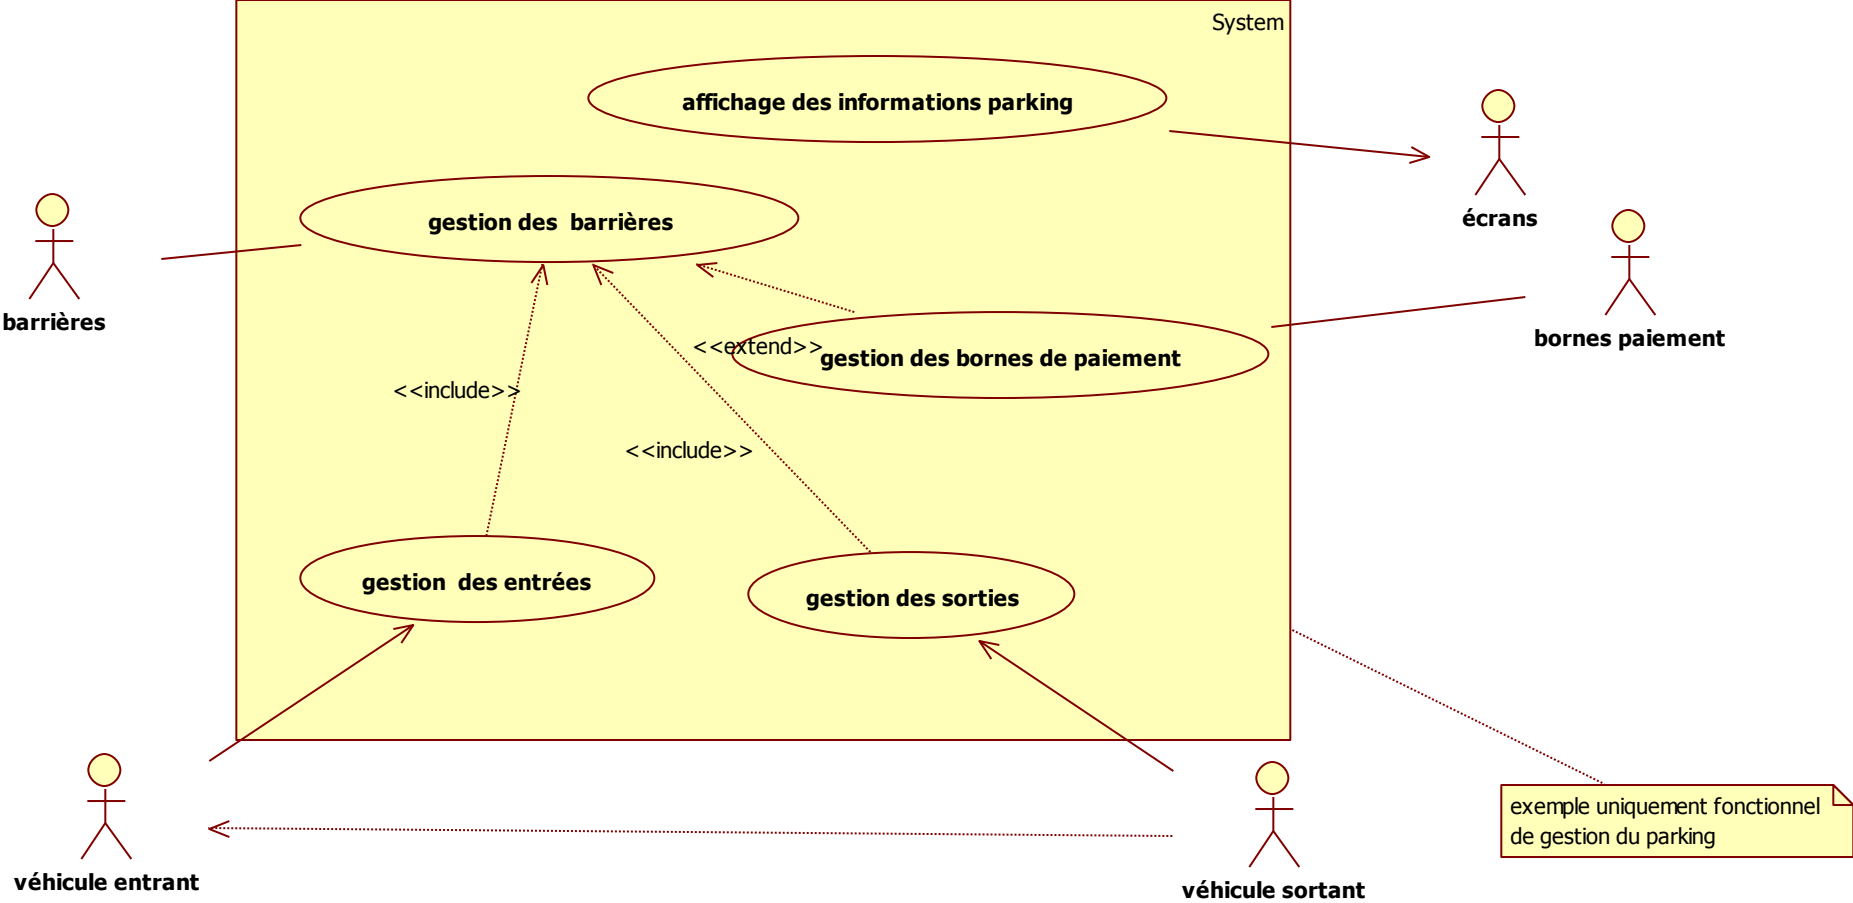 System
affichage des informations parking
écrans
gestion des  barrières
barrières
bornes paiement
<<extend>>
gestion des bornes de paiement
<<include>>
<<include>>
gestion  des entrées
gestion des sorties
exemple uniquement fonctionnel
de gestion du parking
véhicule entrant
véhicule sortant